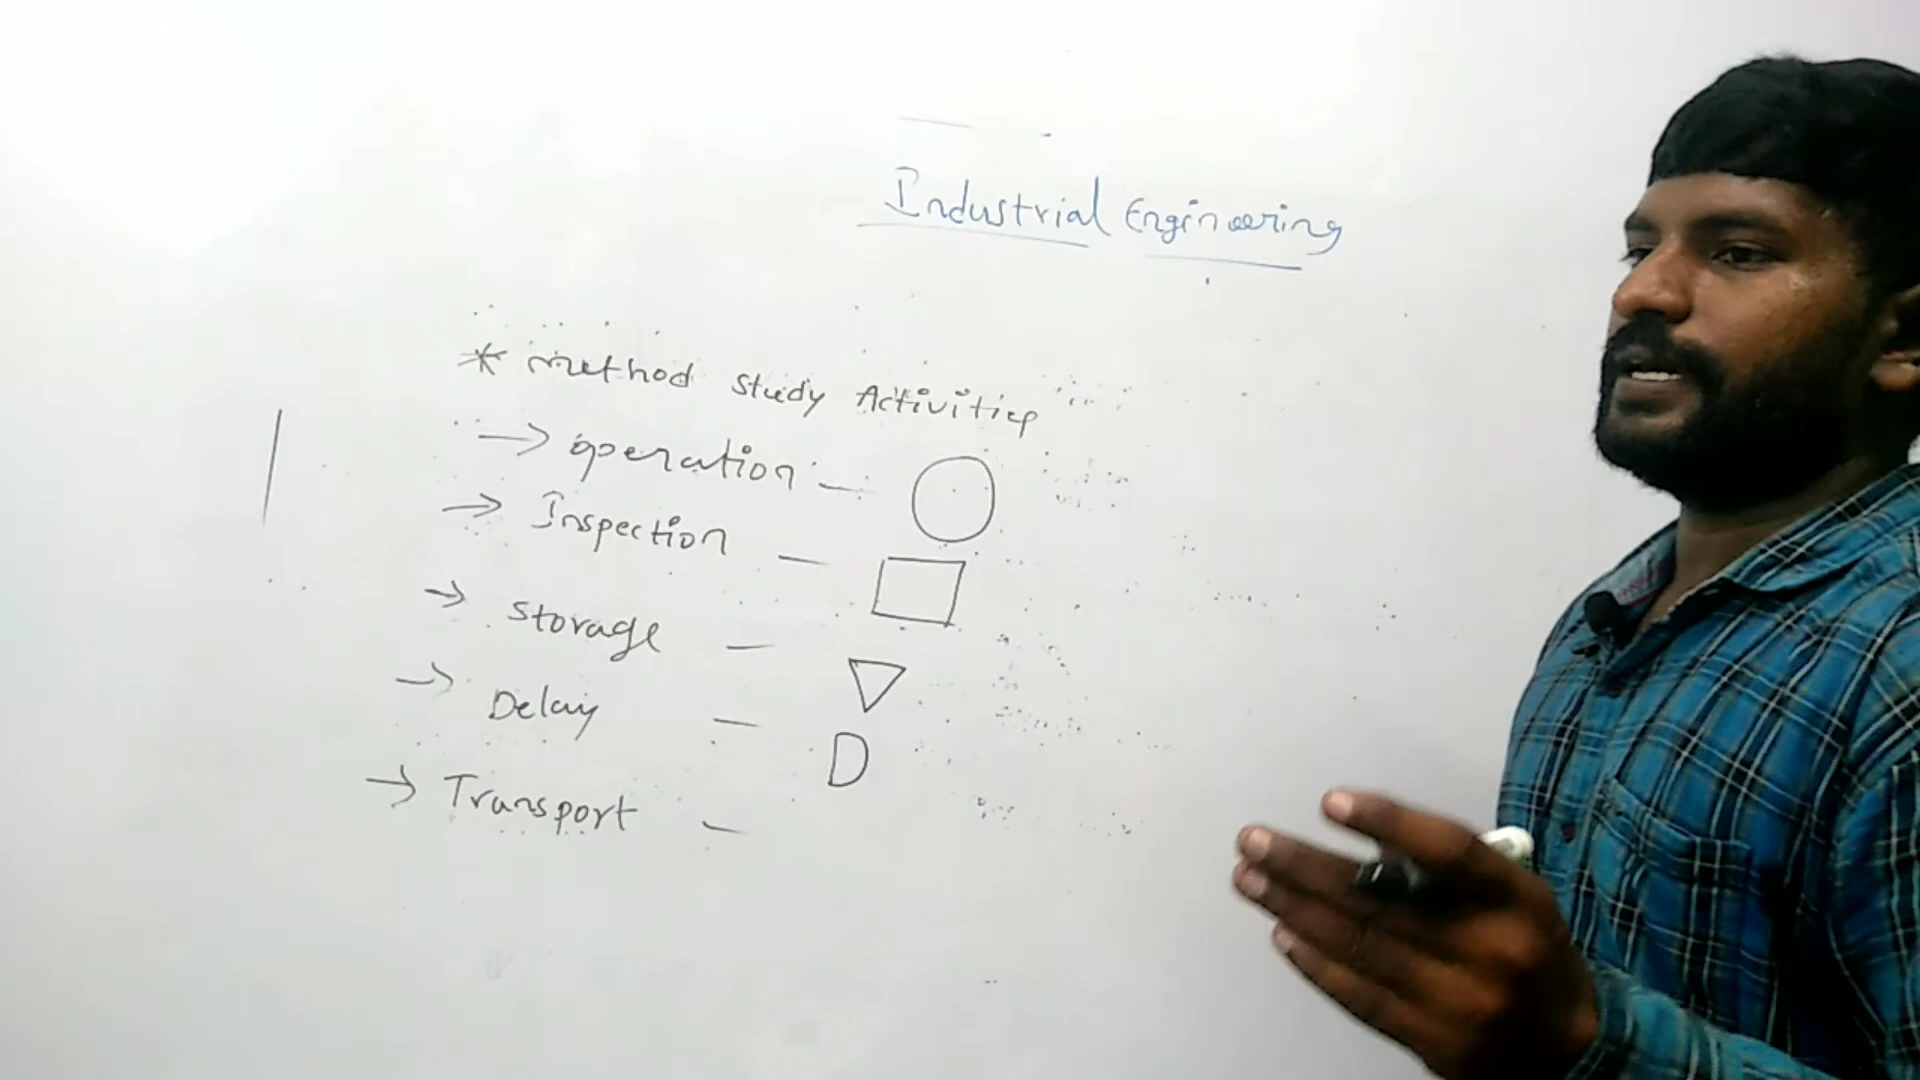 Industrial Engineering
* method study Activities
→ operation —
→ Inspection —
→ storage —
→ Delay — D
→ Transport —